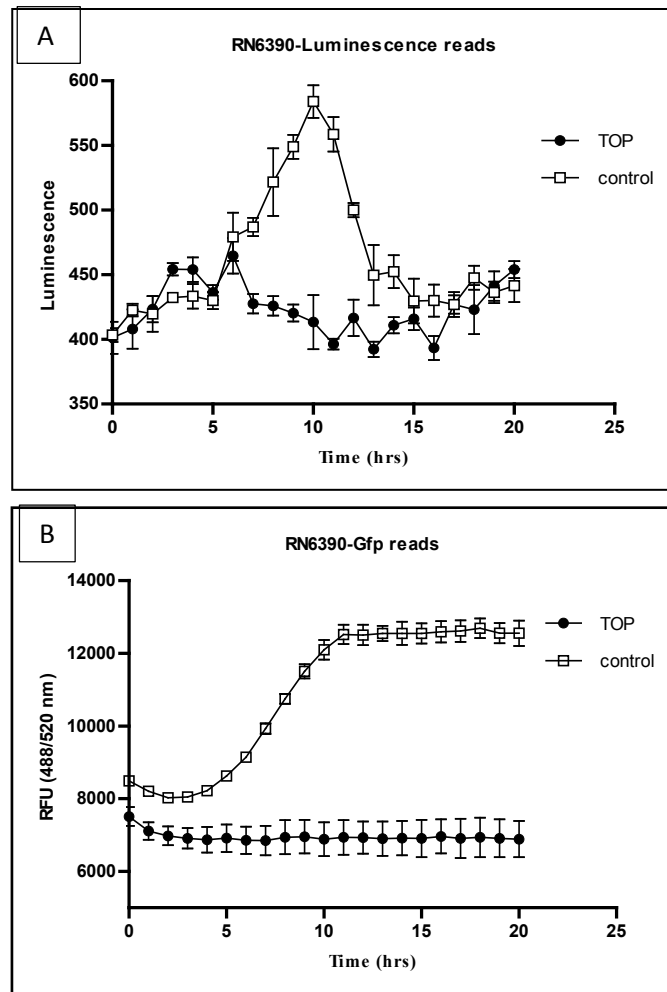 A
RN6390-Luminescence reads
600
550
500
450
400
350
Luminescence
TOP
control
0 5 10 15 20 25
Time (hrs)
B
RN6390-Gfp reads
14000
12000
10000
8000
6000
RFU (488/520 nm)
TOP
control
0 5 10 15 20 25
Time (hrs)